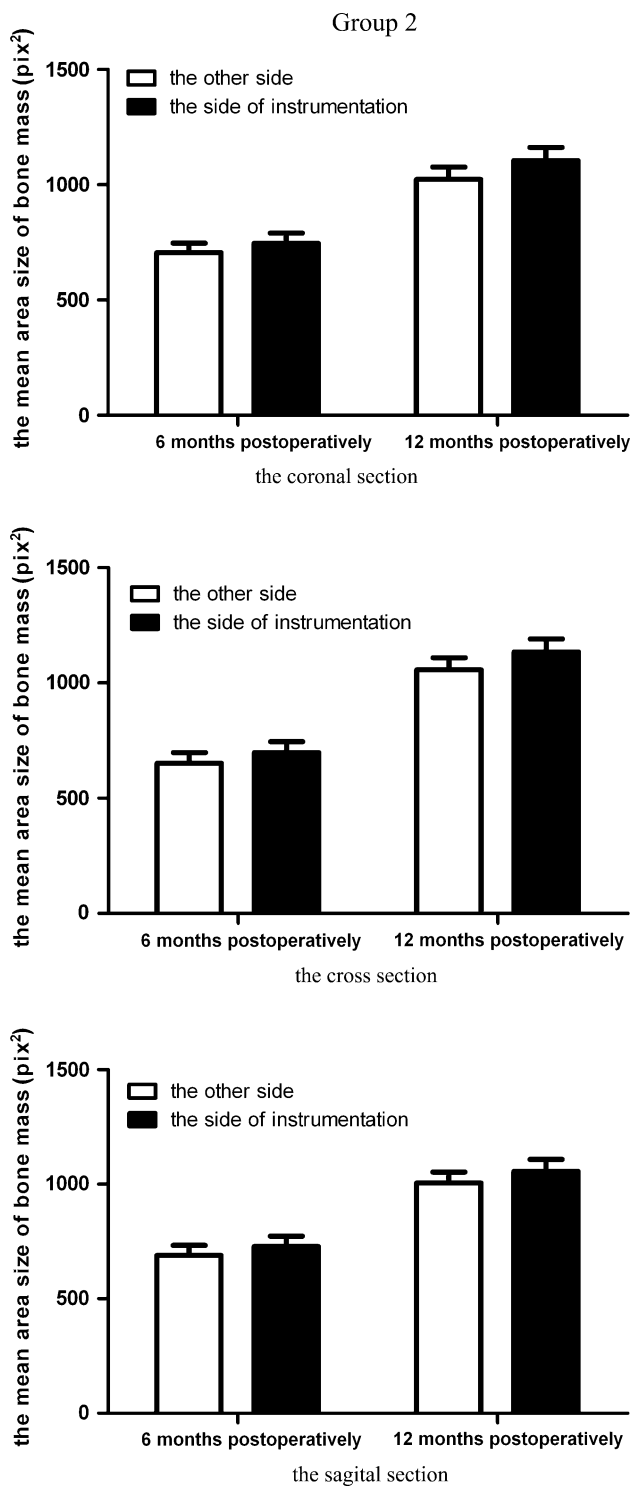 Group 2
the mean area size of bone mass (pix²)
1500
1000
500
0
the other side
the side of instrumentation
6 months postoperatively
12 months postoperatively
the coronal section
the mean area size of bone mass (pix²)
1500
1000
500
0
the other side
the side of instrumentation
6 months postoperatively
12 months postoperatively
the cross section
the mean area size of bone mass (pix²)
1500
1000
500
0
the other side
the side of instrumentation
6 months postoperatively
12 months postoperatively
the sagital section